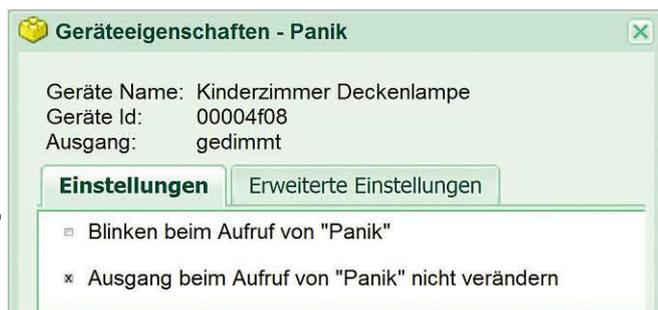 Geräteeigenschaften - Panik
Geräte Name: Kinderzimmer Deckenlampe
Geräte Id: 00004f08
Ausgang: gedimmt
Einstellungen Erweiterte Einstellungen
Blinken beim Aufruf von "Panik"
Ausgang beim Aufruf von "Panik" nicht verändern